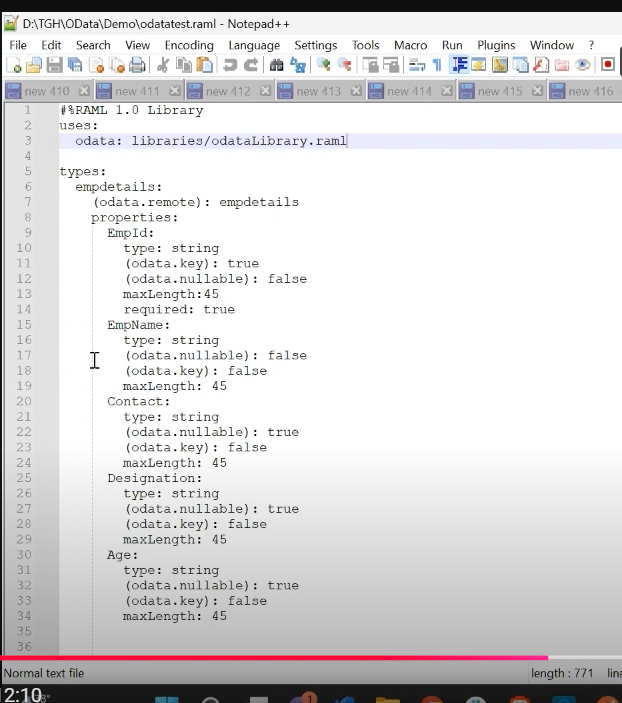 D:\TGH\OData\Demo\odatatest.raml - Notepad++
File Edit Search View Encoding Language Settings Tools Macro Run Plugins Window ?
new 410 new 411 new 412 new 413 new 414 new 415 new 416
1 #%RAML 1.0 Library
2 uses:
3 odata: libraries/odataLibrary.raml
4
5 types:
6 empdetails:
7 (odata.remote): empdetails
8 properties:
9 EmpId:
10 type: string
11 (odata.key): true
12 (odata.nullable): false
13 maxLength:45
14 required: true
15 EmpName:
16 type: string
17 (odata.nullable): false
18 (odata.key): false
19 maxLength: 45
20 Contact:
21 type: string
22 (odata.nullable): true
23 (odata.key): false
24 maxLength: 45
25 Designation:
26 type: string
27 (odata.nullable): true
28 (odata.key): false
29 maxLength: 45
30 Age:
31 type: string
32 (odata.nullable): true
33 (odata.key): false
34 maxLength: 45
35
36
Normal text file length : 771
2:10